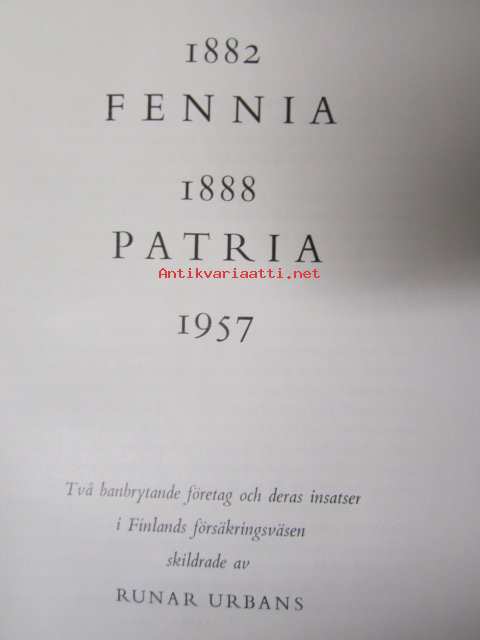 1882
FENNIA
1888
PATRIA
Antikvariaatti.net
1957
Två banbrytande företag och deras insatser
i Finlands försäkringsväsen
skildrade av
RUNAR URBANS